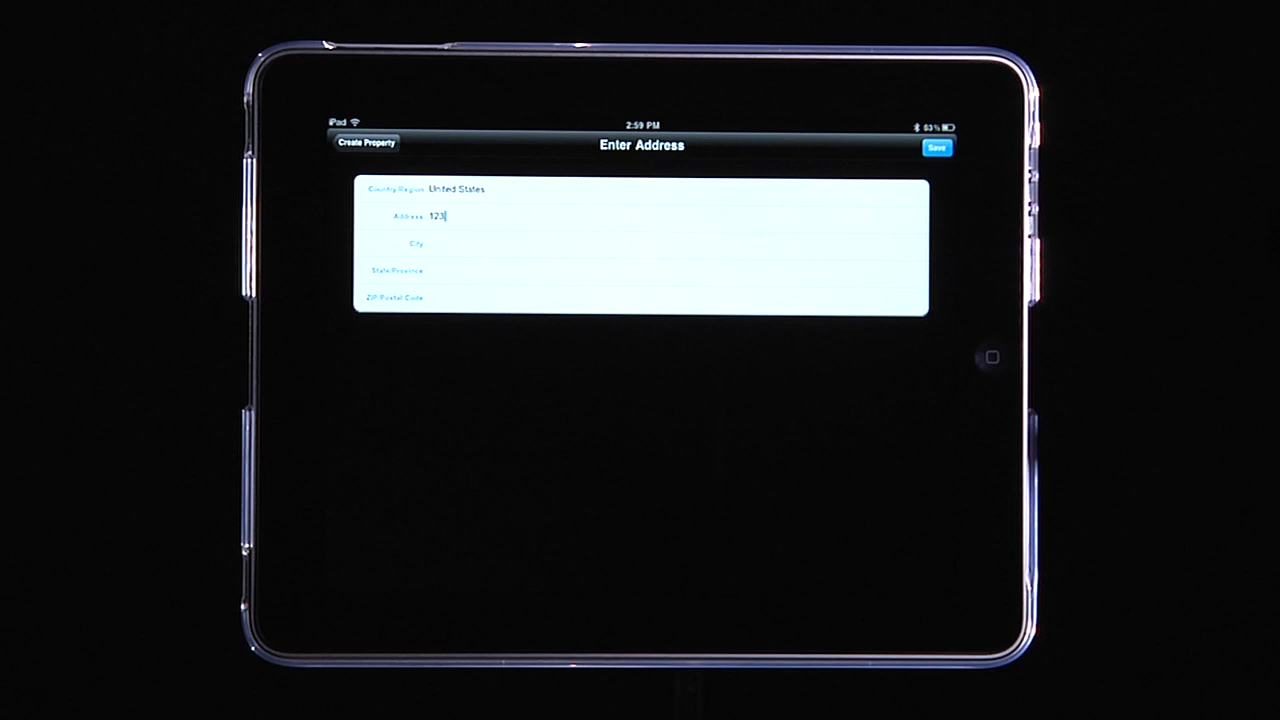 iPad
2:59 PM
63%
Create Property
Enter Address
Save
Country/Region United States
Address 123
City
State/Province
ZIP/Postal Code